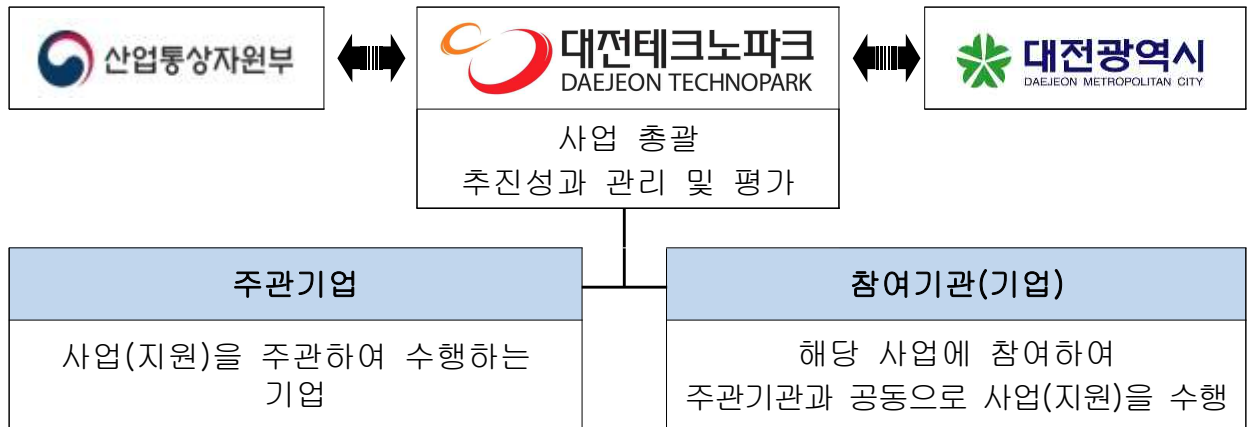 산업통상자원부
대전테크노파크
DAEJEON TECHNOPARK
대전광역시
DAEJEON METROPOLITAN CITY
사업 총괄
추진성과 관리 및 평가
주관기업
사업(지원)을 주관하여 수행하는
기업
참여기관(기업)
해당 사업에 참여하여
주관기관과 공동으로 사업(지원)을 수행